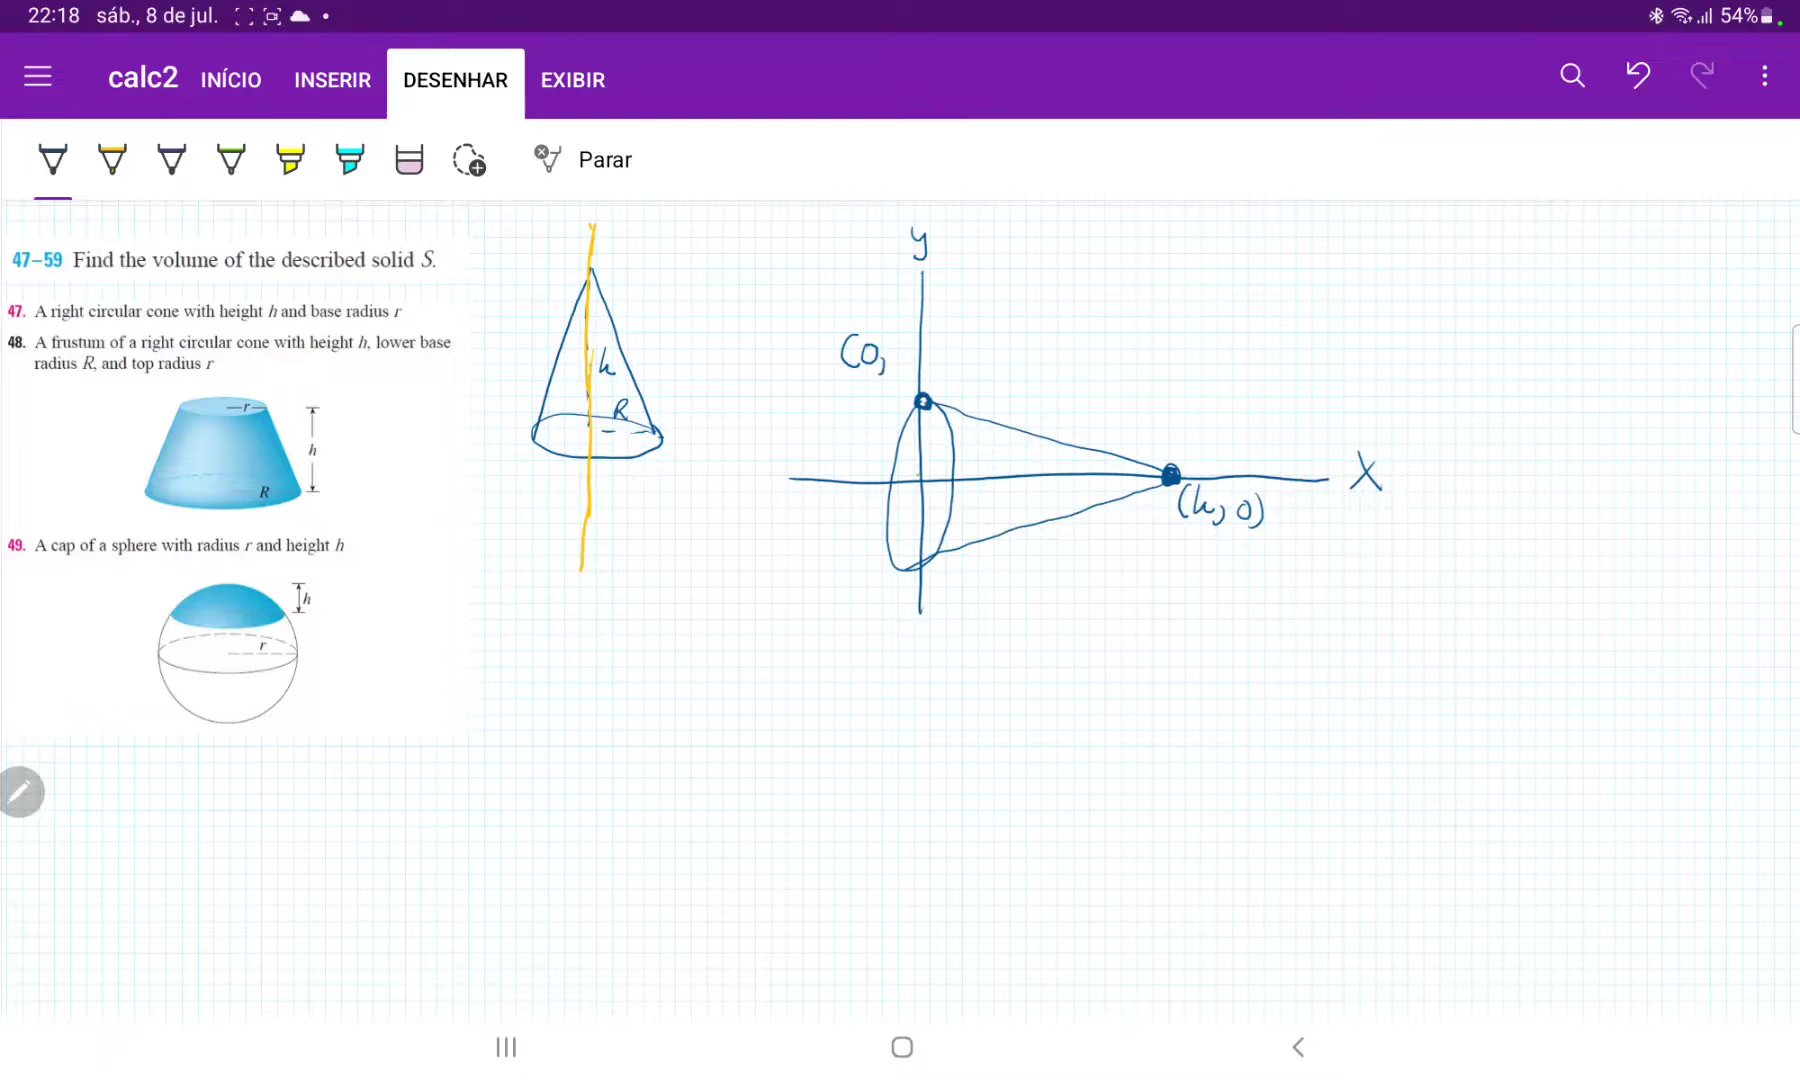 22:18 sáb., 8 de jul. 54%
calc2 INÍCIO INSERIR DESENHAR EXIBIR
Parar
47–59 Find the volume of the described solid S.
47. A right circular cone with height h and base radius r
48. A frustum of a right circular cone with height h, lower base
radius R, and top radius r
r
h
R
49. A cap of a sphere with radius r and height h
h
r
h
R
y
(0,
X
(h, 0)